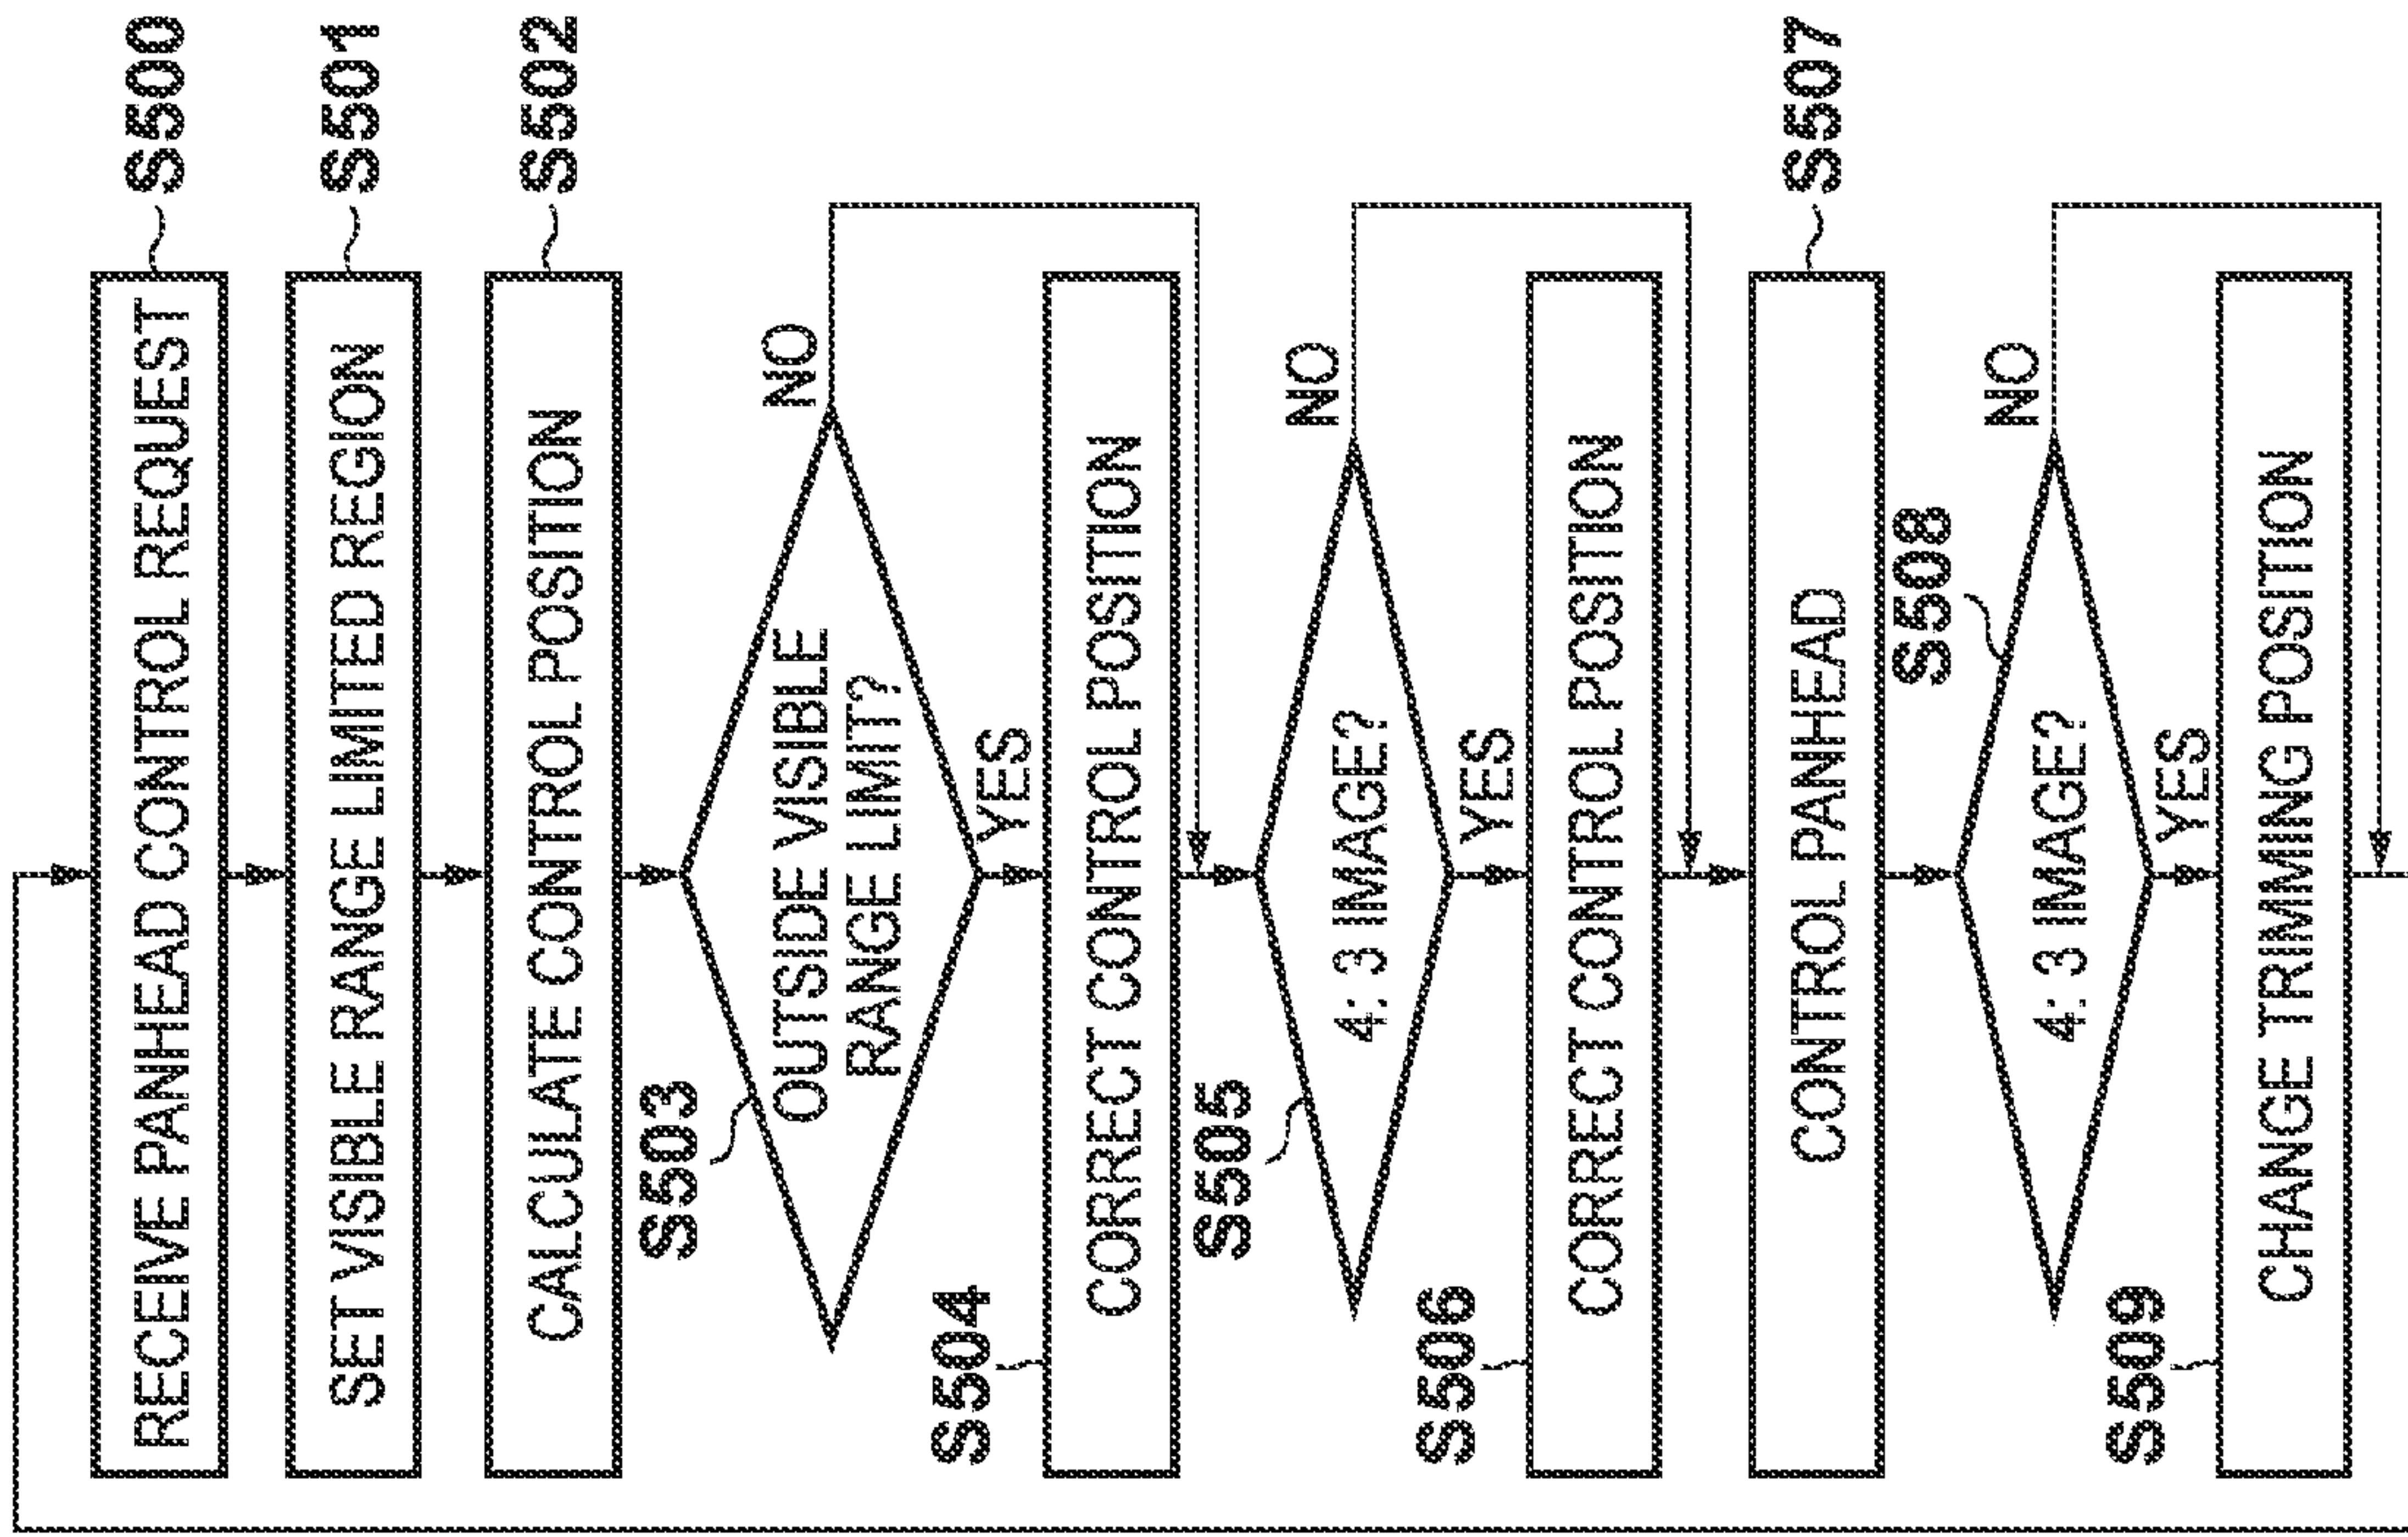 RECEIVE PANHEAD CONTROL REQUEST
S500
SET VISIBLE RANGE LIMITED REGION
S501
CALCULATE CONTROL POSITION
S502
S503
OUTSIDE VISIBLE
RANGE LIMIT?
NO
YES
S504
CORRECT CONTROL POSITION
S505
4: 3 IMAGE?
NO
YES
S506
CORRECT CONTROL POSITION
CONTROL PANHEAD
S507
S508
4: 3 IMAGE?
NO
YES
S509
CHANGE TRIMMING POSITION